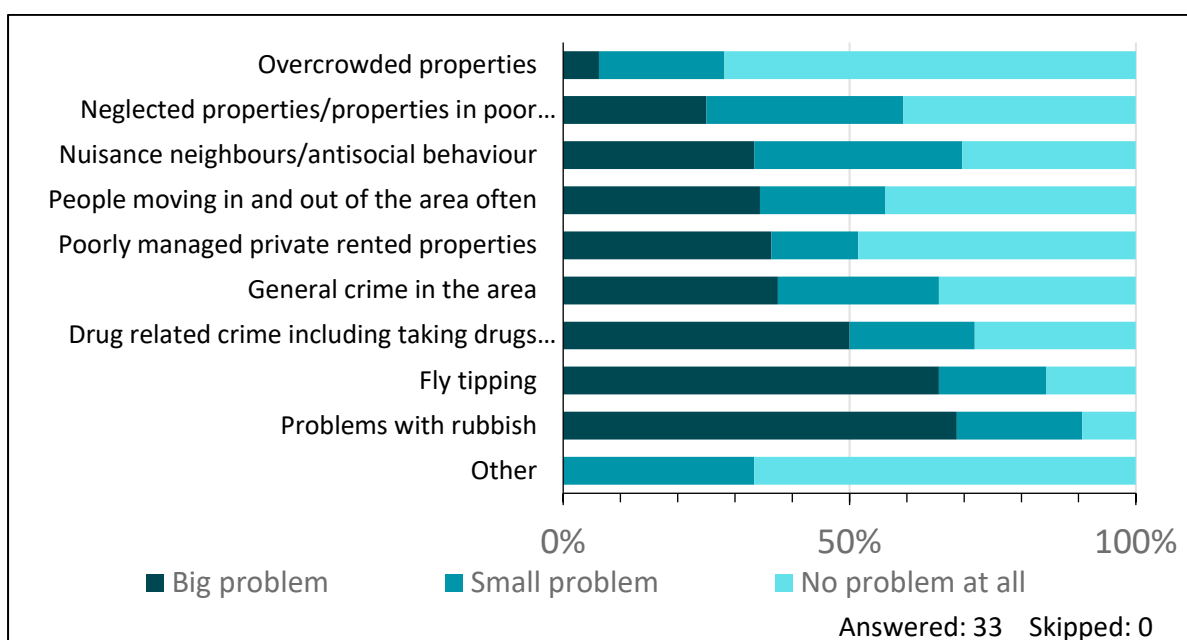 Overcrowded properties
Neglected properties/properties in poor…
Nuisance neighbours/antisocial behaviour
People moving in and out of the area often
Poorly managed private rented properties
General crime in the area
Drug related crime including taking drugs…
Fly tipping
Problems with rubbish
Other
0% 50% 100%
Big problem Small problem No problem at all
Answered: 33 Skipped: 0